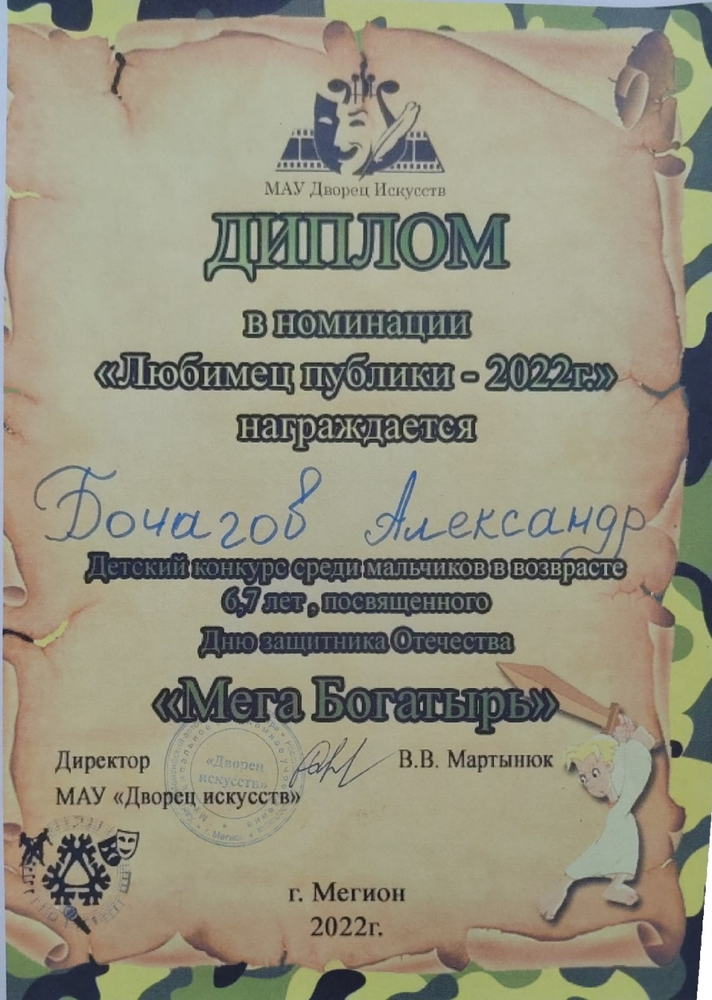 МАУ Дворец Искусств
ДИПЛОМ
в номинации
«Любимец публики - 2022г.»
награждается
Бочагов Александр
Детский конкурс среди мальчиков в возврасте
6,7 лет , посвященного
Дню защитника Отечества
«Мега Богатырь»
Директор В.В. Мартынюк
МАУ «Дворец искусств»
«Дворец
искусств»
г. Мегион
г. Мегион
2022г.